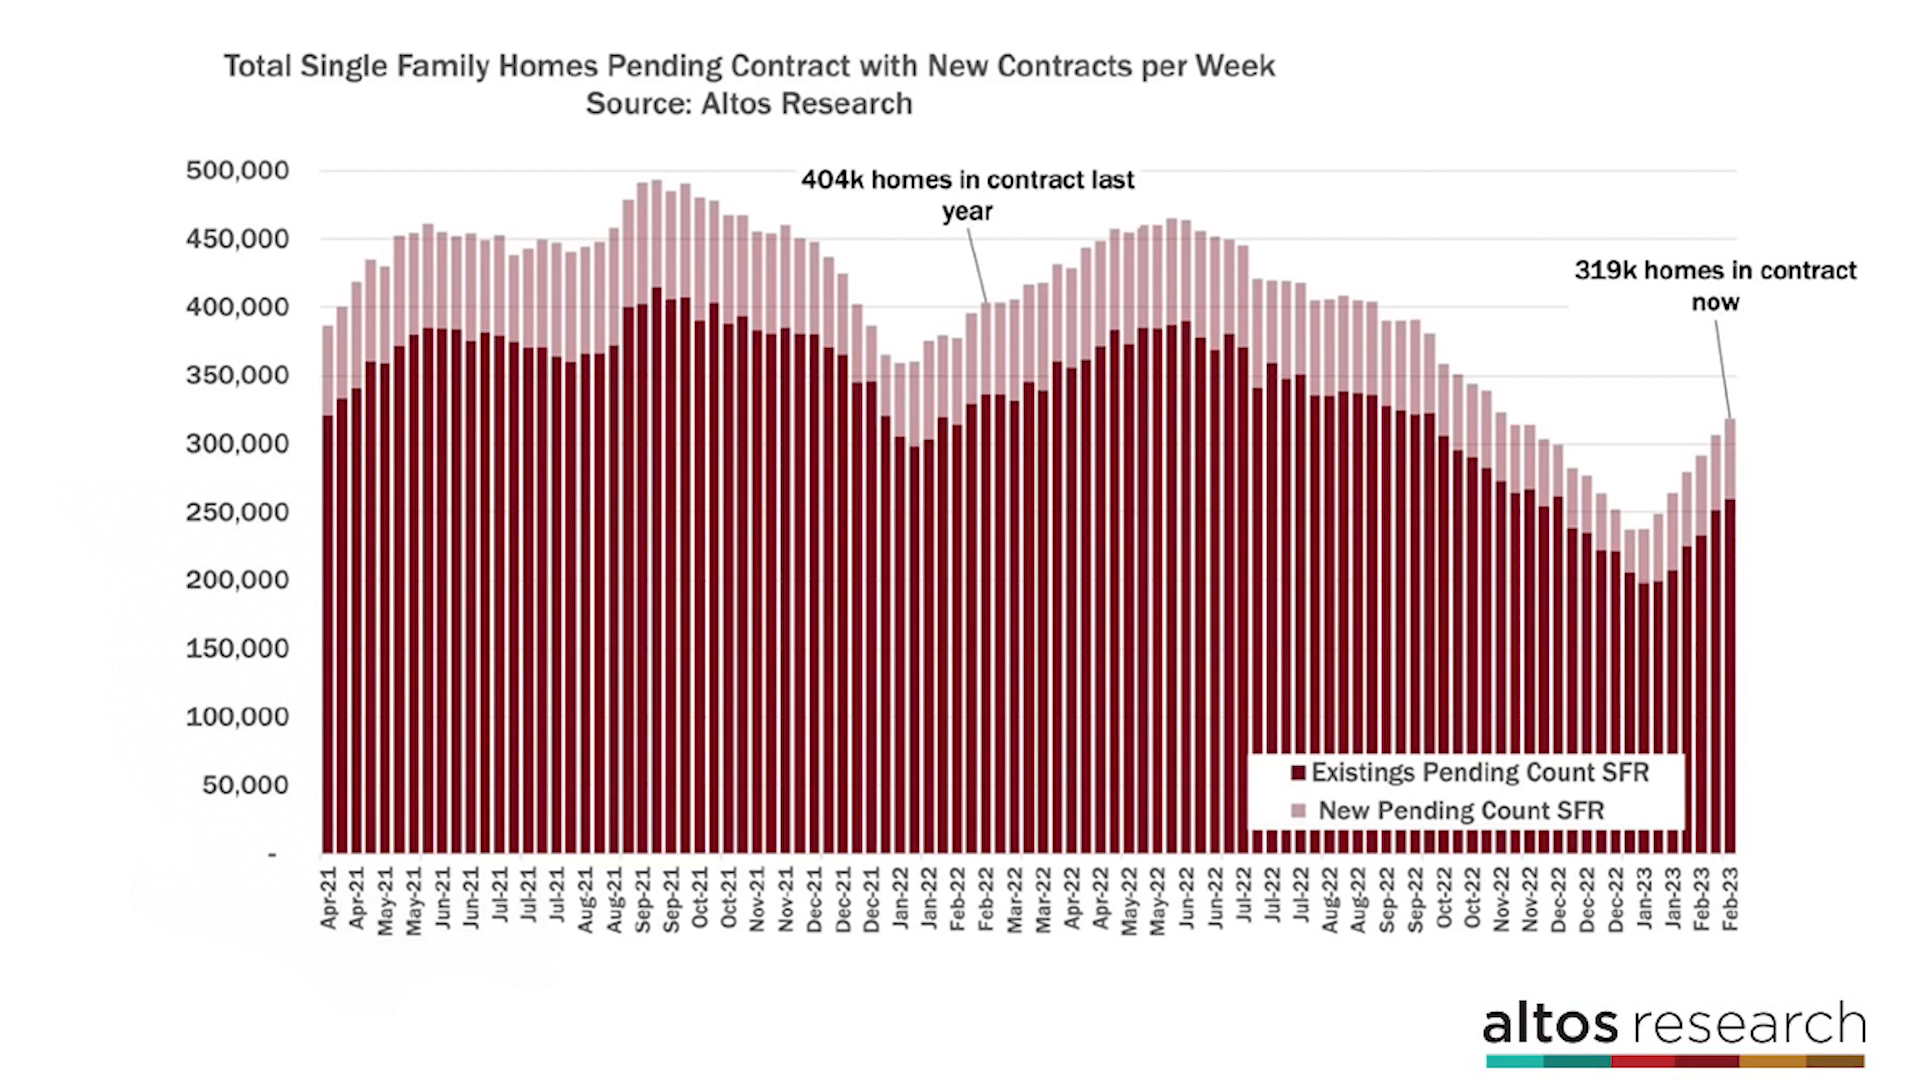 Total Single Family Homes Pending Contract with New Contracts per Week
Source: Altos Research
500,000
450,000
400,000
350,000
300,000
250,000
200,000
150,000
100,000
50,000
-
404k homes in contract last
year
319k homes in contract
now
Existings Pending Count SFR
New Pending Count SFR
Apr-21
Apr-21
May-21
May-21
Jun-21
Jun-21
Jul-21
Jul-21
Jul-21
Aug-21
Aug-21
Sep-21
Sep-21
Oct-21
Oct-21
Nov-21
Nov-21
Dec-21
Dec-21
Dec-21
Jan-22
Jan-22
Feb-22
Feb-22
Mar-22
Mar-22
Apr-22
Apr-22
May-22
May-22
Jun-22
Jun-22
Jul-22
Jul-22
Jul-22
Aug-22
Aug-22
Sep-22
Sep-22
Oct-22
Oct-22
Nov-22
Nov-22
Dec-22
Dec-22
Dec-22
Jan-23
Jan-23
Feb-23
Feb-23
altos research